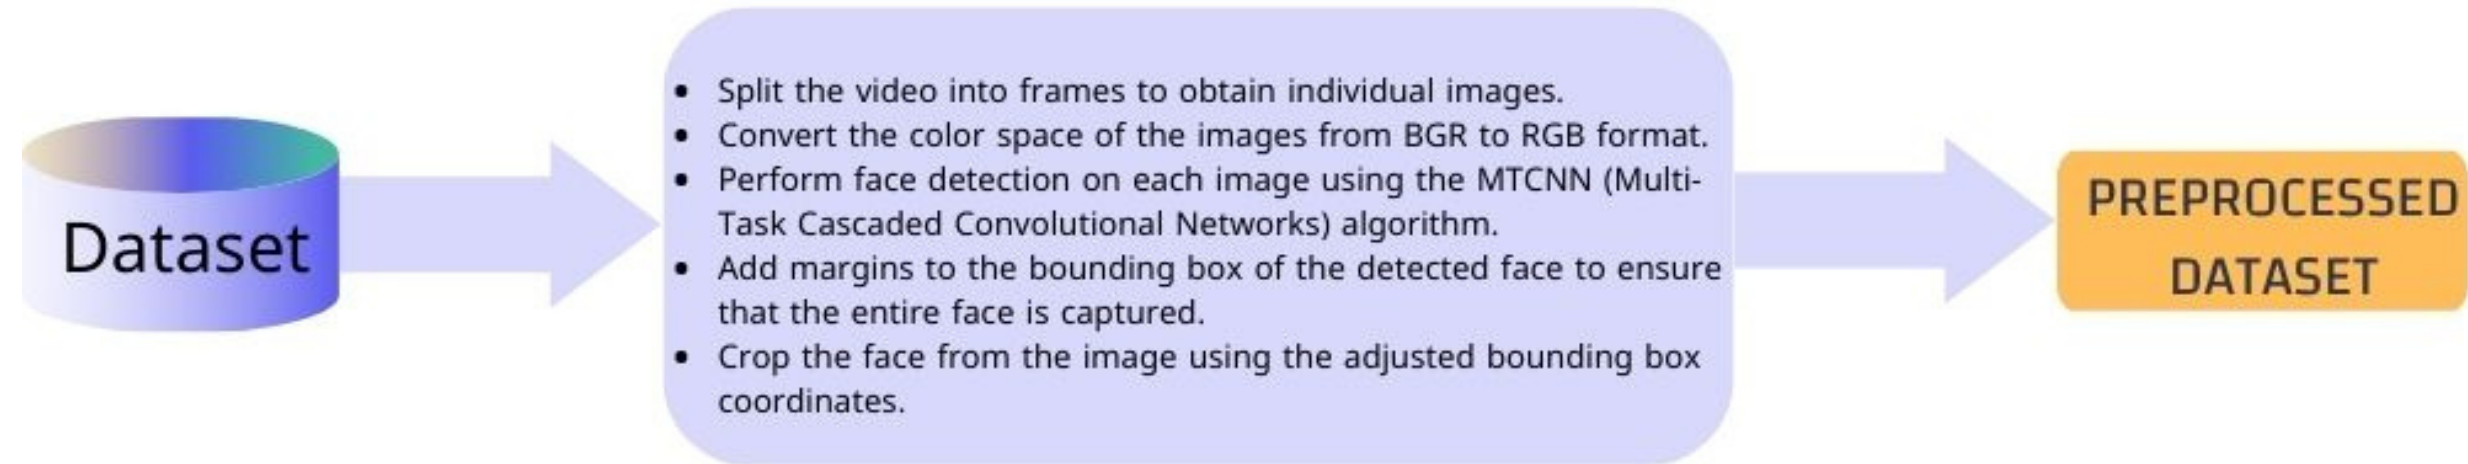 Dataset
• Split the video into frames to obtain individual images.
• Convert the color space of the images from BGR to RGB format.
• Perform face detection on each image using the MTCNN (Multi-
Task Cascaded Convolutional Networks) algorithm.
• Add margins to the bounding box of the detected face to ensure
that the entire face is captured.
• Crop the face from the image using the adjusted bounding box
coordinates.
PREPROCESSED
DATASET